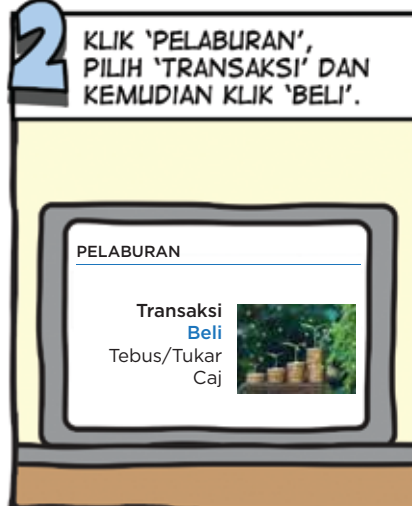 2
KLIK 'PELABURAN',
PILIH 'TRANSAKSI' DAN
KEMUDIAN KLIK 'BELI'.
PELABURAN
Transaksi
Beli
Tebus/Tukar
Caj